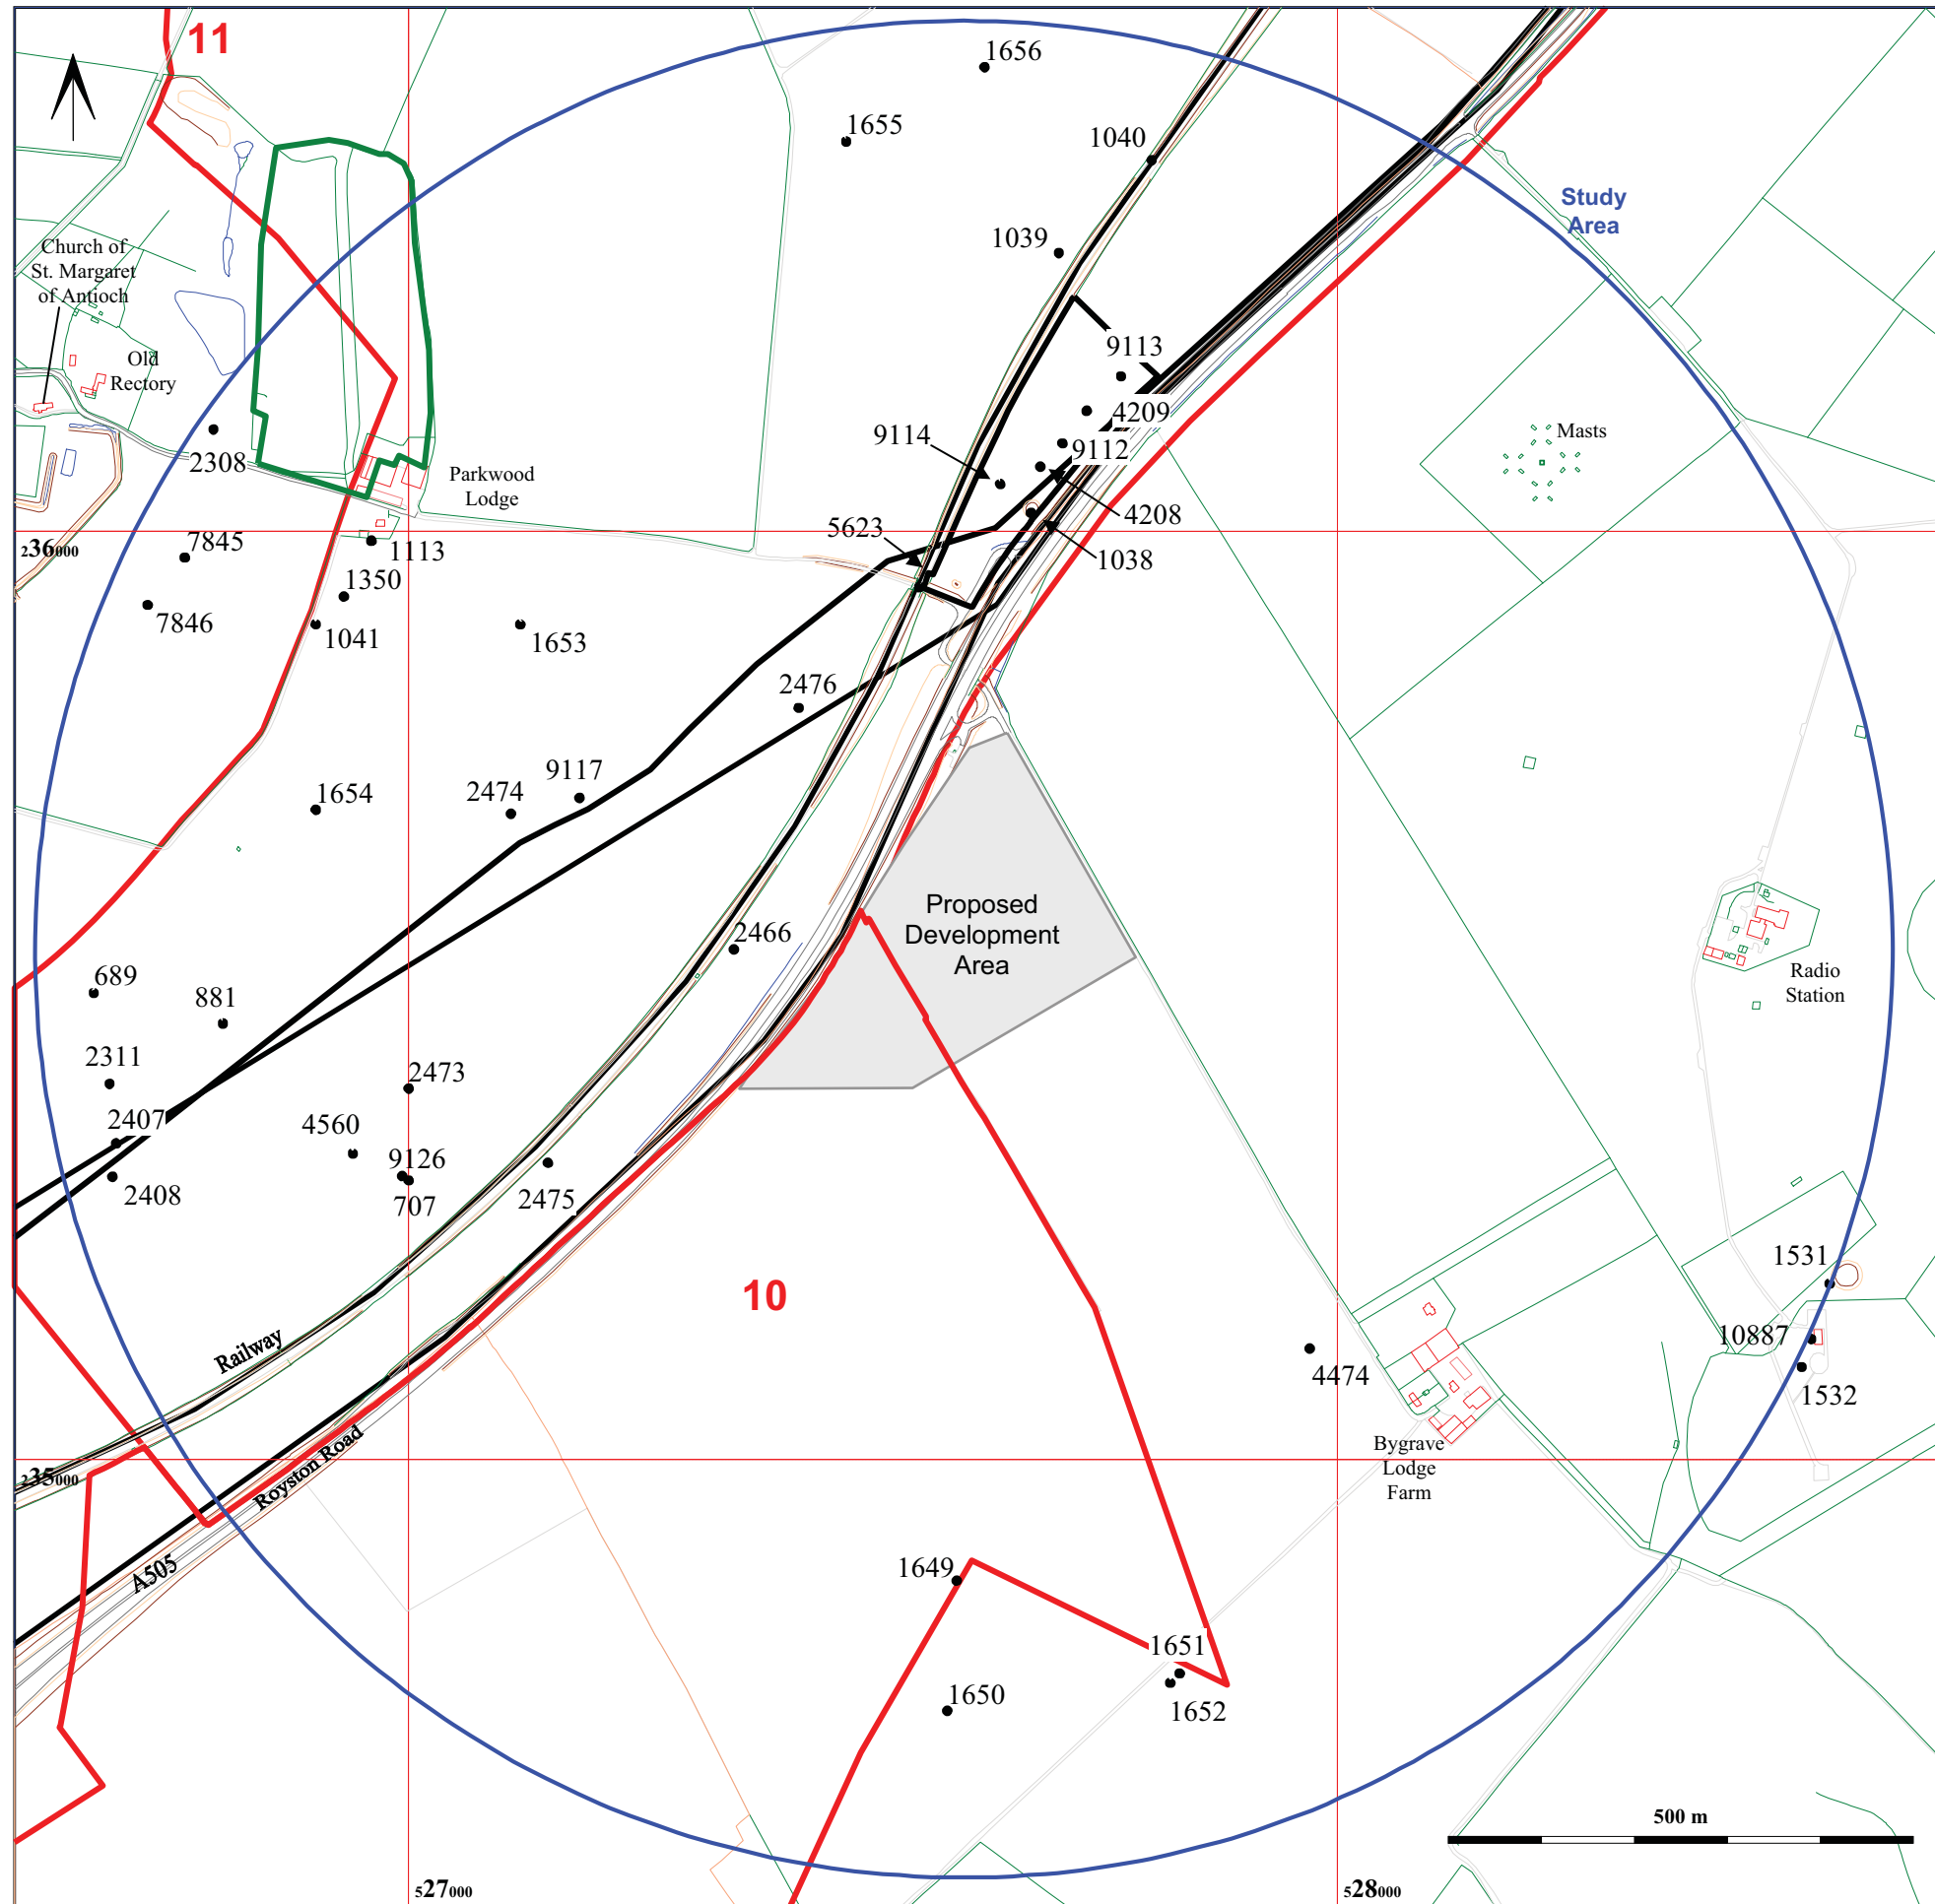 11
1656
1655
1040
Study
Area
1039
Church of
St. Margaret
of Antioch
Old
Rectory
9113
4209
9114
9112
Masts
2308
Parkwood
Lodge
4208
5623
236000
7845
1113
1038
1350
7846
1041
1653
2476
9117
2474
1654
Proposed
Development
Area
2466
689
881
Radio
Station
2311
2473
2407
4560
9126
2408
707
2475
1531
10
Railway
10887
4474
1532
Bygrave
Lodge
Farm
235000
Royston Road
A505
1649
1651
1650
1652
500 m
527000
528000